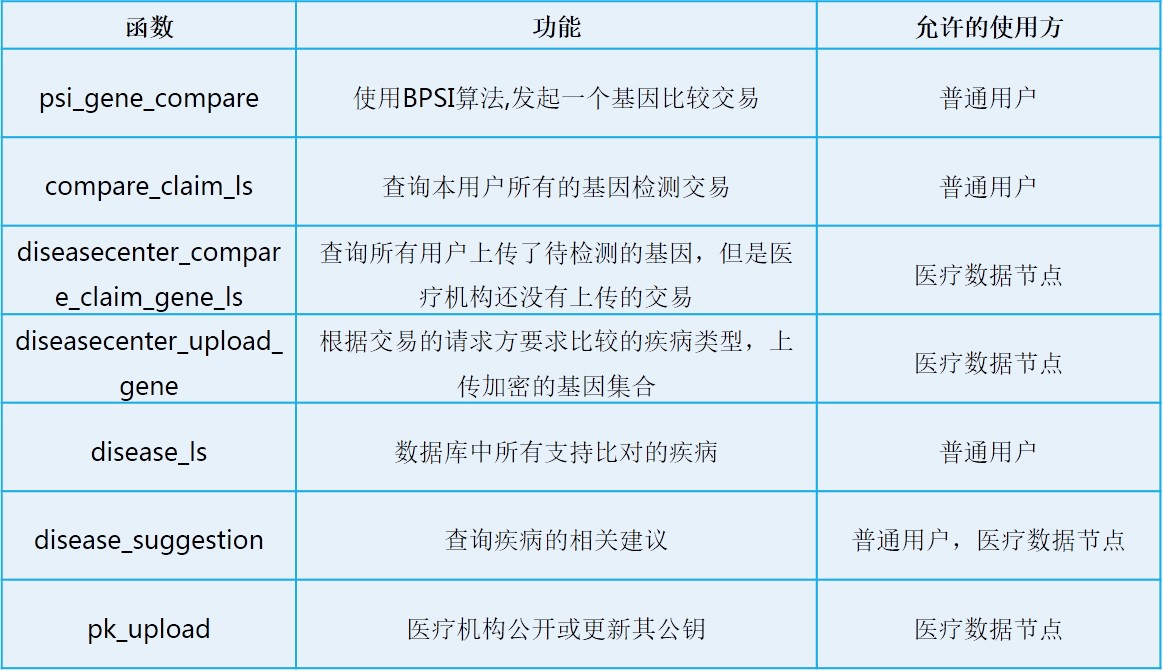 函数 功能 允许的使用方
psi_gene_compare 使用BPSI算法,发起一个基因比较交易 普通用户
compare_claim_ls 查询本用户所有的基因检测交易 普通用户
diseasecenter_compar
e_claim_gene_ls
查询所有用户上传了待检测的基因，但是医
疗机构还没有上传的交易
医疗数据节点
diseasecenter_upload_
gene
根据交易的请求方要求比较的疾病类型，上
传加密的基因集合
医疗数据节点
disease_ls 数据库中所有支持比对的疾病 普通用户
disease_suggestion 查询疾病的相关建议 普通用户，医疗数据节点
pk_upload 医疗机构公开或更新其公钥 医疗数据节点